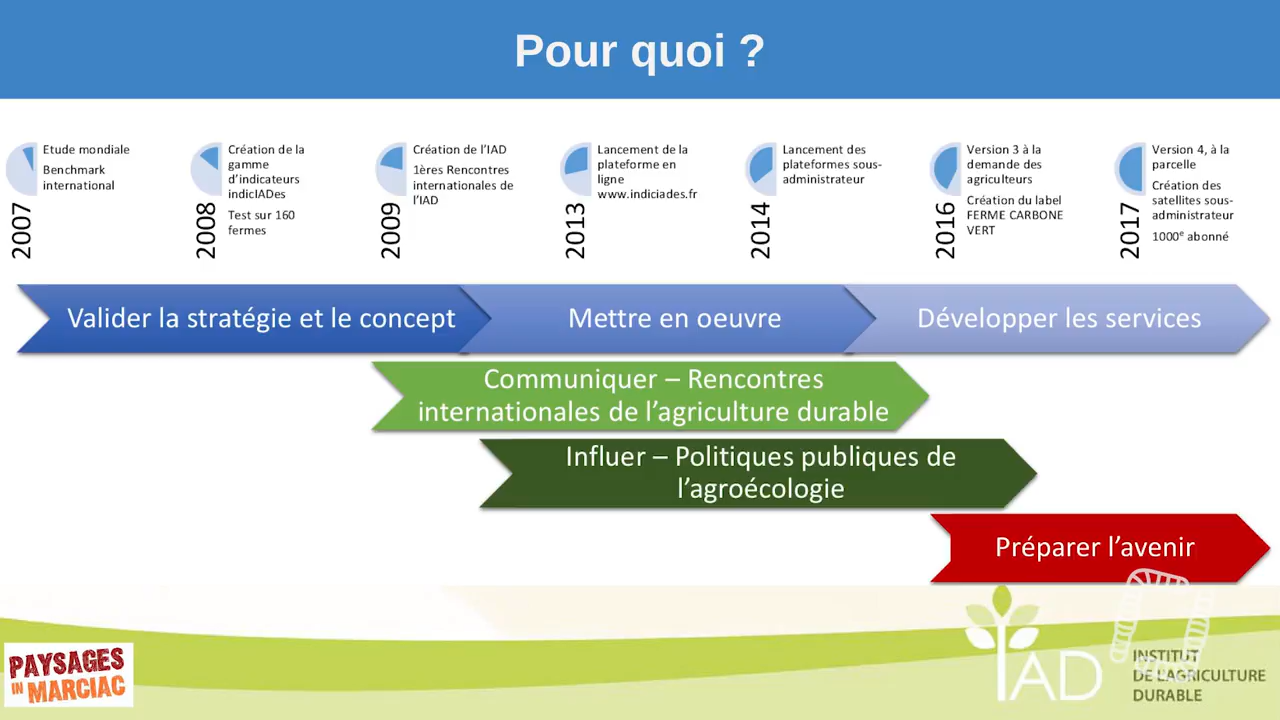 Pour quoi ?
2007
Etude mondiale
Benchmark
international
2008
Création de la
gamme
d’indicateurs
indicIADes
Test sur 160
fermes
2009
Création de l’IAD
1ères Rencontres
internationales de
l’IAD
2013
Lancement de la
plateforme en
ligne
www.indiciades.fr
2014
Lancement des
plateformes sous-
administrateur
2016
Version 3 à la
demande des
agriculteurs
Création du label
FERME CARBONE
VERT
2017
Version 4, à la
parcelle
Création des
satellites sous-
administrateur
1000e abonné
Valider la stratégie et le concept
Mettre en oeuvre
Développer les services
Communiquer – Rencontres
internationales de l’agriculture durable
Influer – Politiques publiques de
l’agroécologie
Préparer l’avenir
PAYSAGES
IN MARCIAC
IAD
INSTITUT
DE L'AGRICULTURE
DURABLE